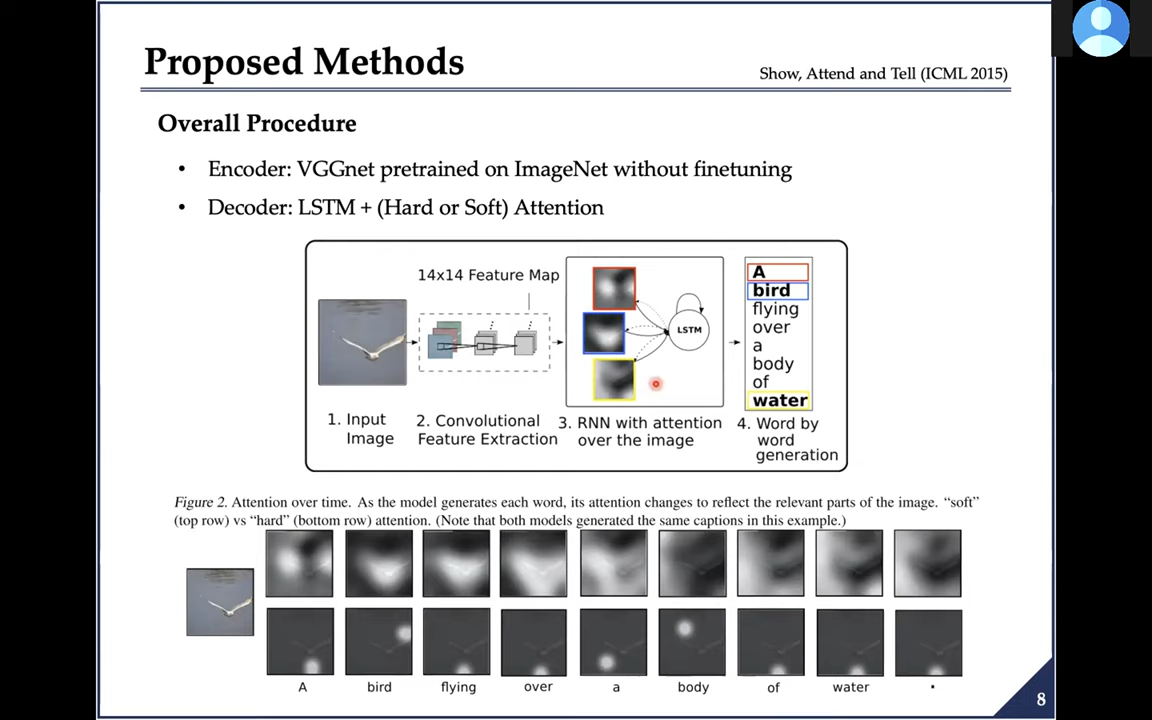 Proposed Methods
Show, Attend and Tell (ICML 2015)
Overall Procedure
• Encoder: VGGnet pretrained on ImageNet without finetuning
• Decoder: LSTM + (Hard or Soft) Attention
14x14 Feature Map
LSTM
A
bird
flying
over
a
body
of
water
1. Input
Image
2. Convolutional
Feature Extraction
3. RNN with attention
over the image
4. Word by
word
generation
Figure 2. Attention over time. As the model generates each word, its attention changes to reflect the relevant parts of the image. “soft”
(top row) vs “hard” (bottom row) attention. (Note that both models generated the same captions in this example.)
A bird flying over a body of water .
8